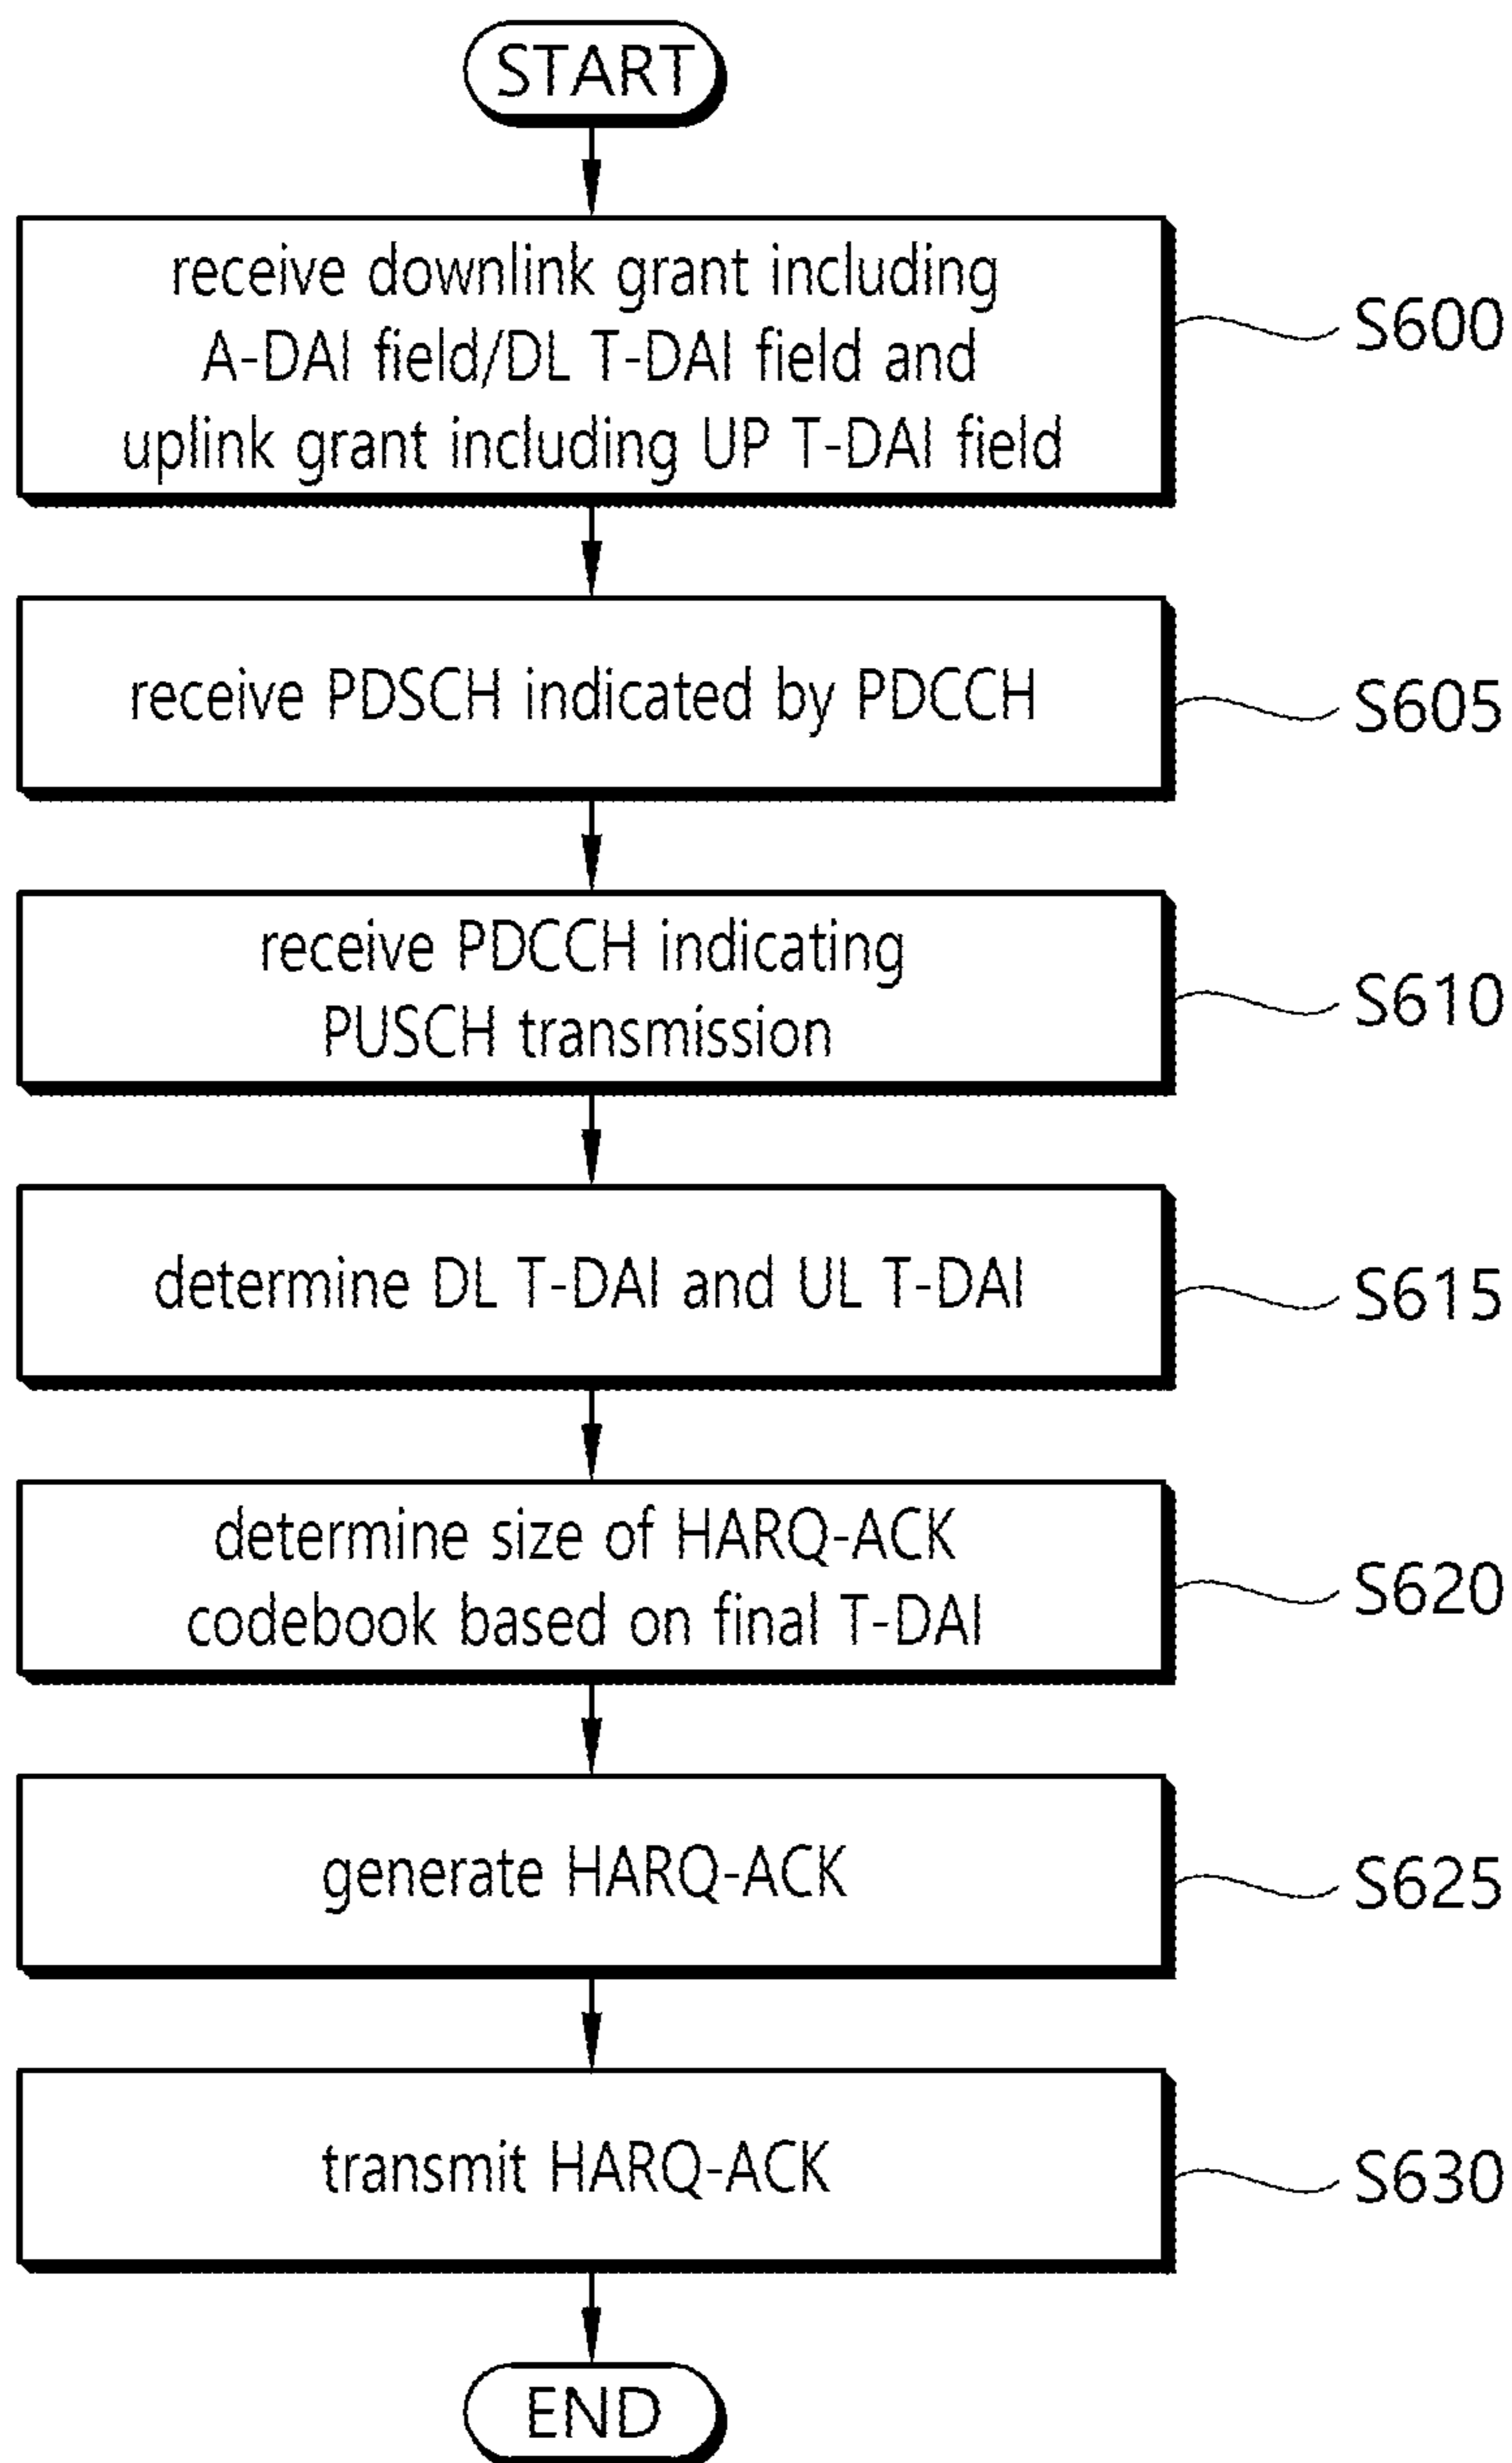 START
receive downlink grant including
A-DAI field/DL T-DAI field and
uplink grant including UP T-DAI field
S600
receive PDSCH indicated by PDCCH
S605
receive PDCCH indicating
PUSCH transmission
S610
determine DL T-DAI and UL T-DAI
S615
determine size of HARQ-ACK
codebook based on final T-DAI
S620
generate HARQ-ACK
S625
transmit HARQ-ACK
S630
END